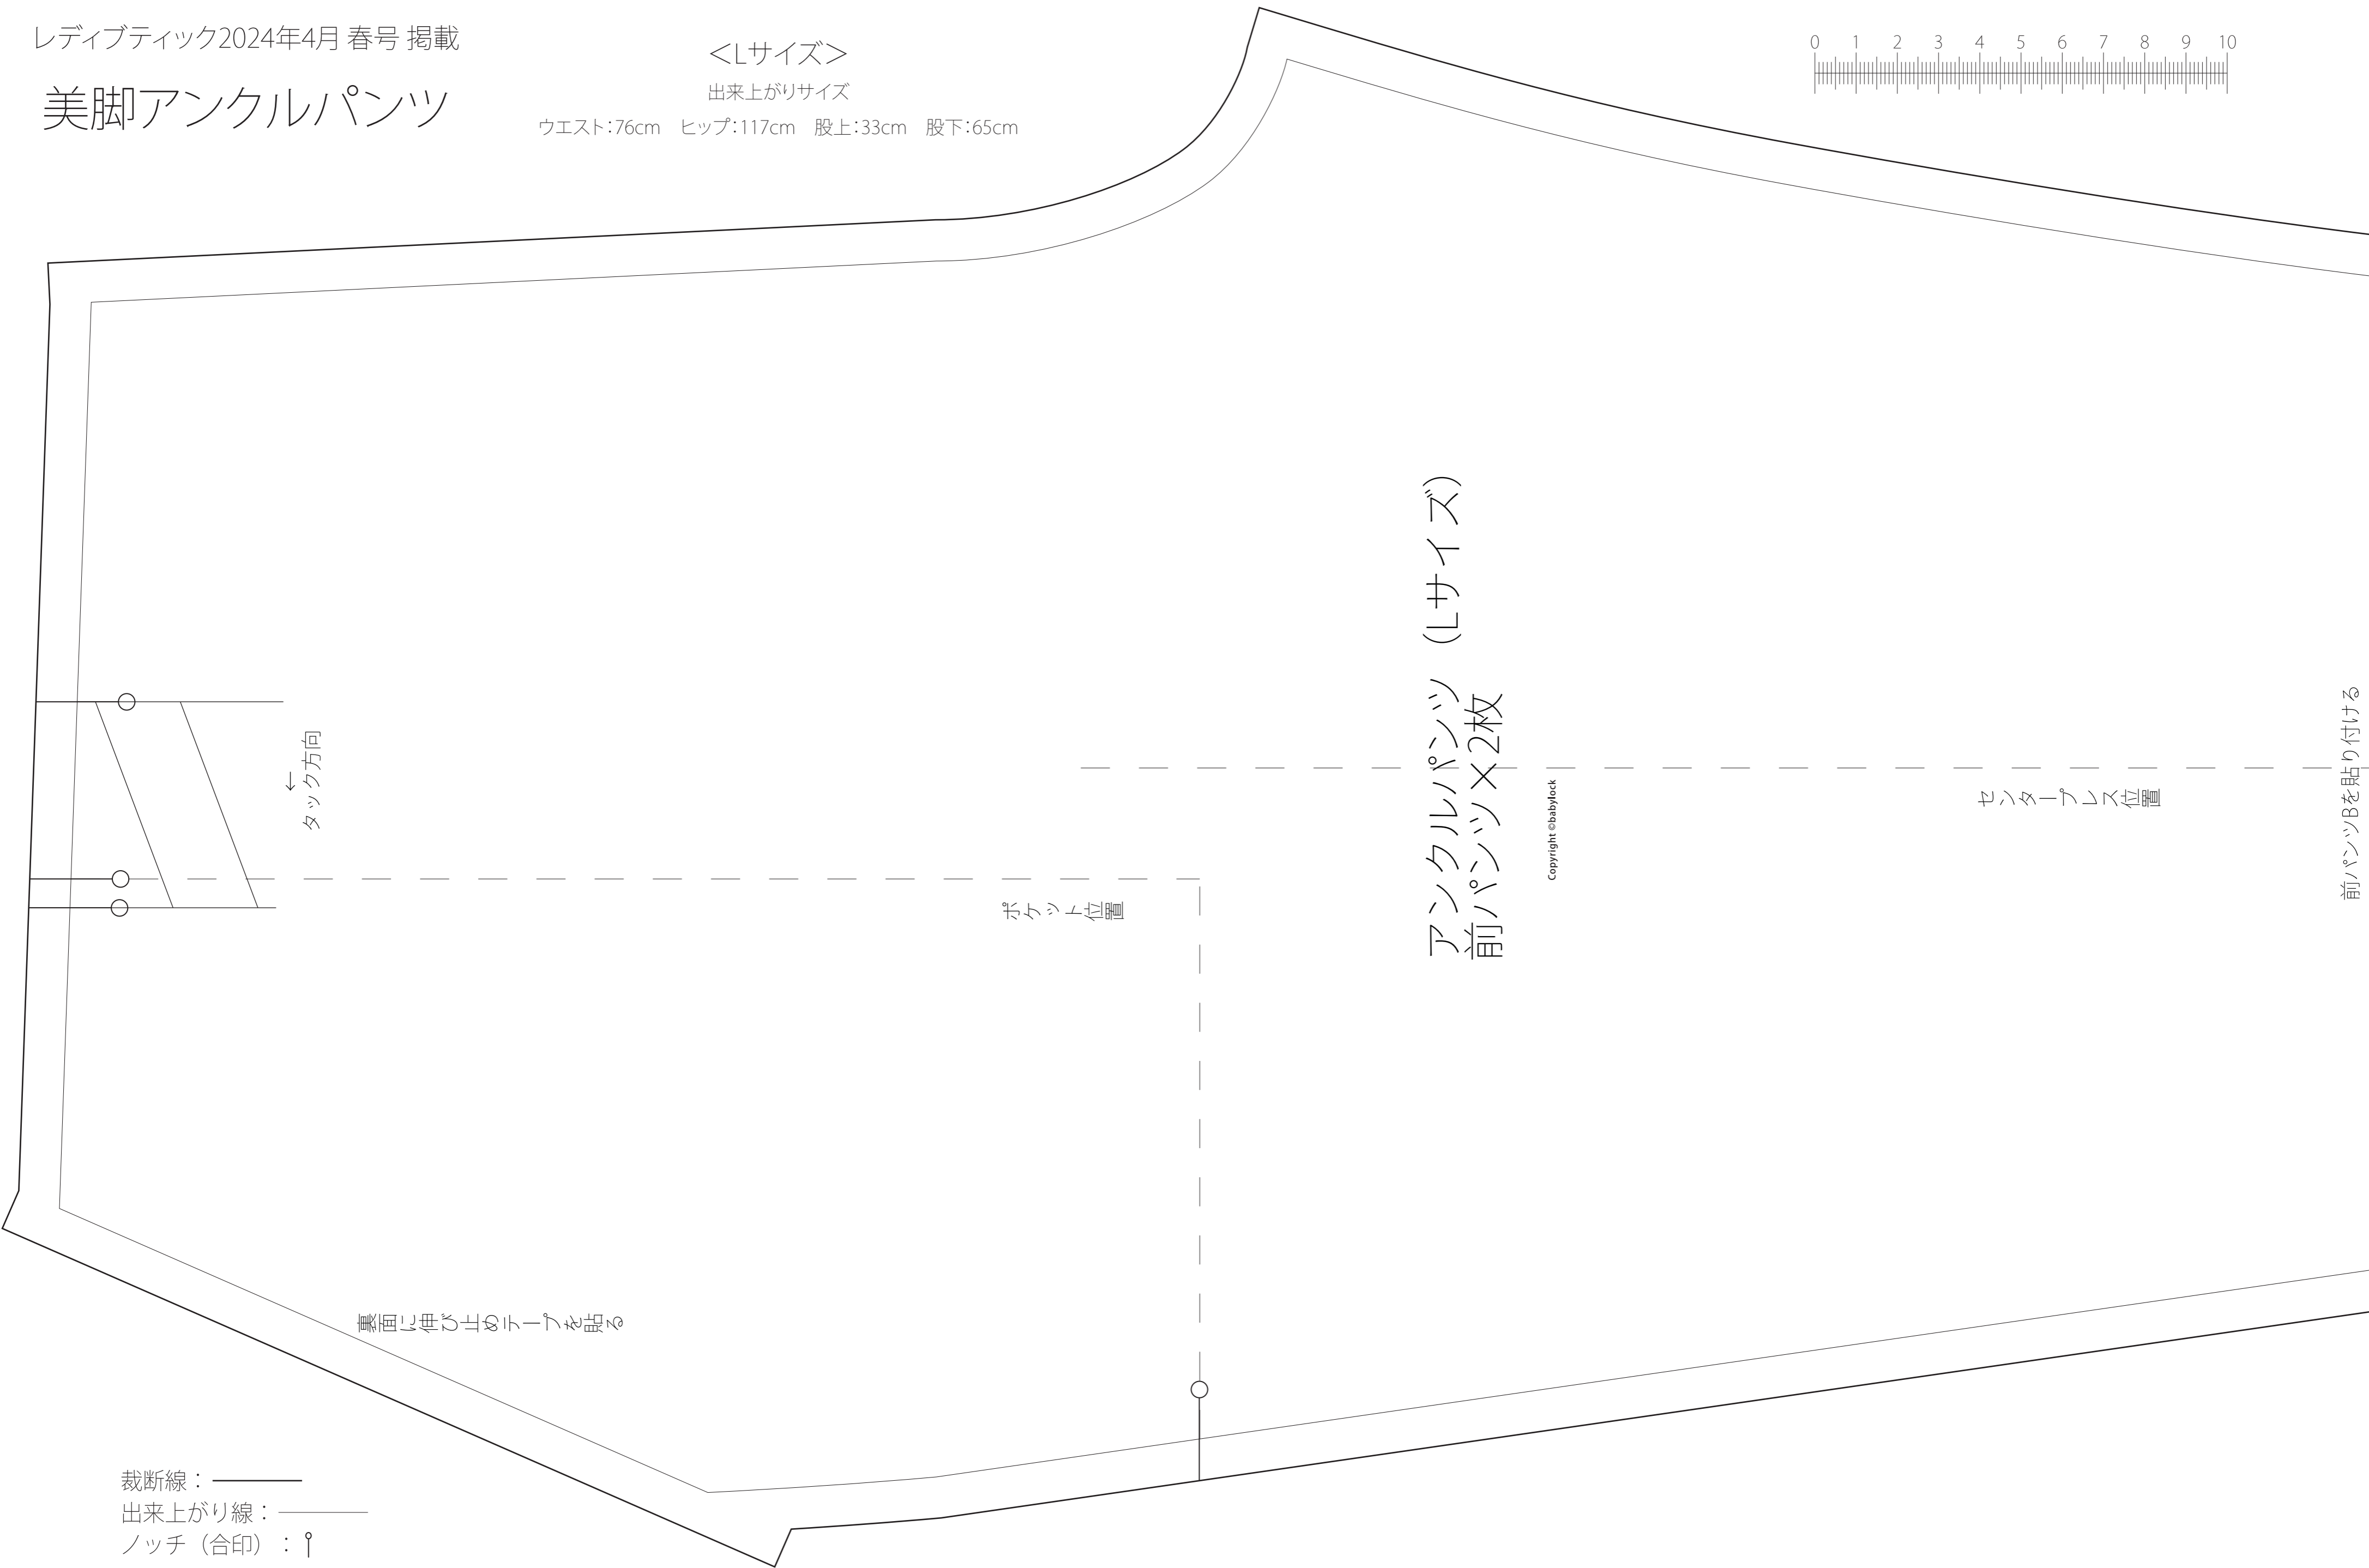 レディブティック2024年4月 春号 掲載
美脚アンクルパンツ
＜Lサイズ＞
出来上がりサイズ
ウエスト：76cm　ヒップ：117cm　股上：33cm　股下：65cm
0 1 2 3 4 5 6 7 8 9 10
アンクルパンツ（Lサイズ）
前パンツ×2枚
Copyright ©babylock
←
タック方向
ポケット位置
センタープレス位置
前パンツBを貼り付ける
裏面に伸び止めテープを貼る
裁断線：
出来上がり線：
ノッチ（合印）：